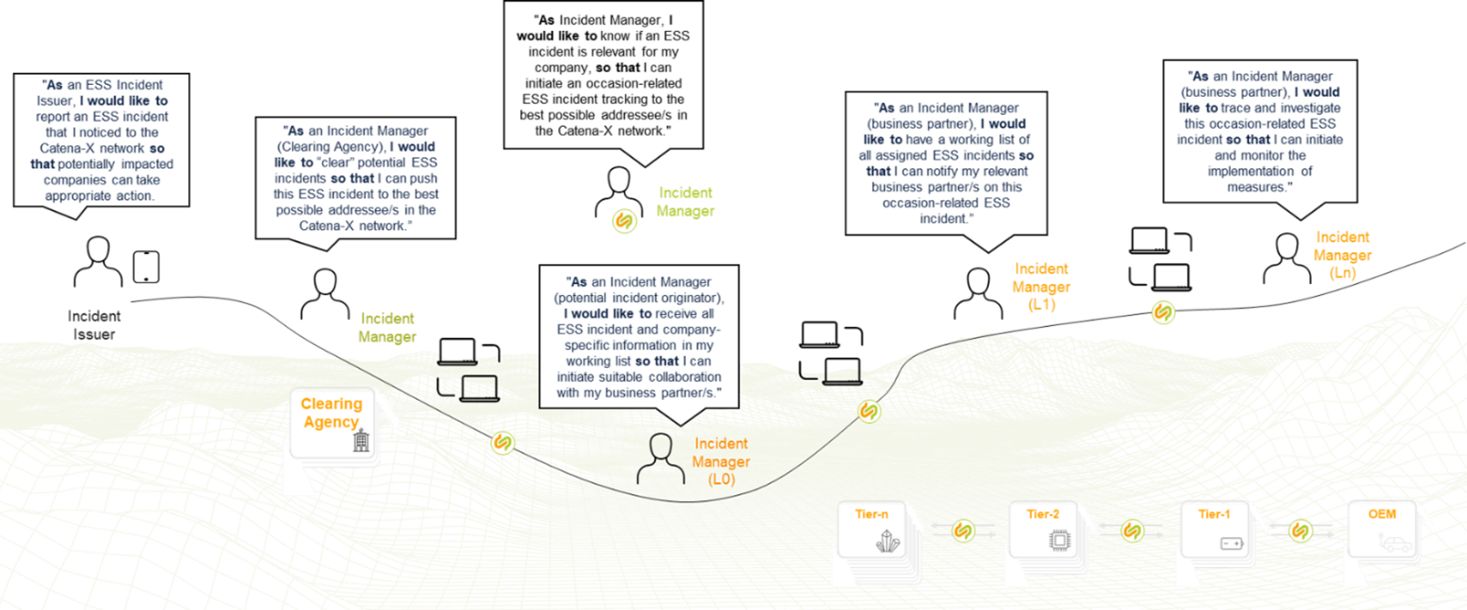 "As an ESS Incident
Issuer, I would like to
report an ESS incident
that I noticed to the
Catena-X network so
that potentially impacted
companies can take
appropriate action.
Incident
Issuer
"As an Incident Manager
(Clearing Agency), I would
like to "clear" potential ESS
incidents so that I can push
this ESS incident to the best
possible addressee/s in the
Catena-X network."
Incident
Manager
Clearing
Agency
"As Incident Manager, I
would like to know if an ESS
incident is relevant for my
company, so that I can
initiate an occasion-related
ESS incident tracking to the
best possible addressee/s in
the Catena-X network."
Incident
Manager
"As an Incident Manager
(potential incident originator),
I would like to receive all
ESS incident and company-
specific information in my
working list so that I can
initiate suitable collaboration
with my business partner/s."
Incident
Manager
(L0)
"As an Incident Manager
(business partner), I would
like to have a working list of
all assigned ESS incidents so
that I can notify my relevant
business partner/s on this
occasion-related ESS
incident."
Incident
Manager
(L1)
"As an Incident Manager
(business partner), I would
like to trace and investigate
this occasion-related ESS
incident so that I can initiate
and monitor the
implementation of
measures."
Incident
Manager
(Ln)
Tier-n
Tier-2
Tier-1
OEM